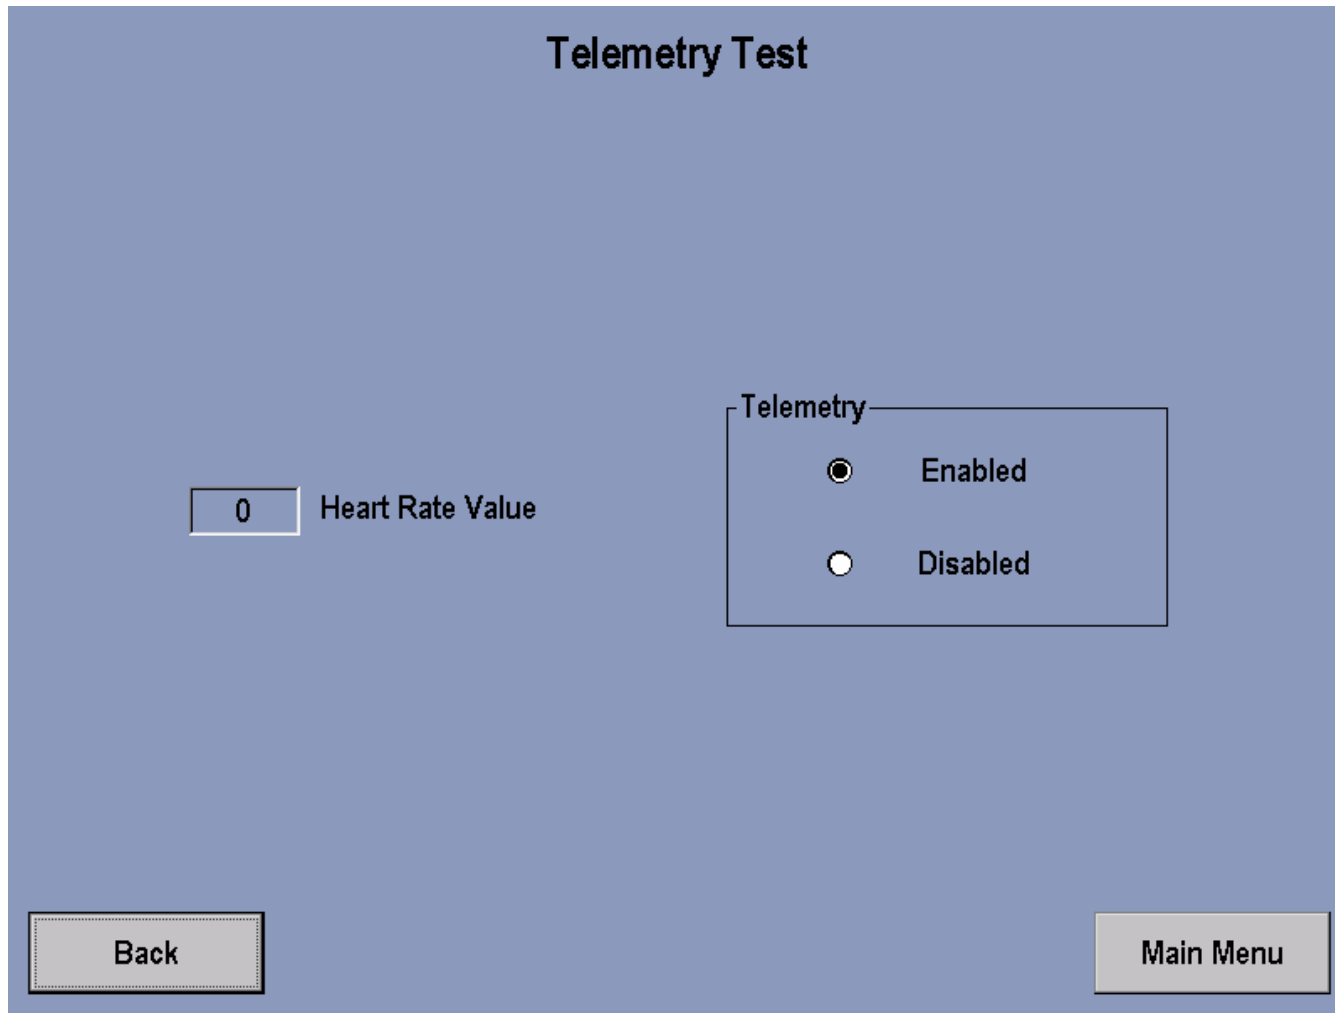 Telemetry Test
Telemetry
Enabled
0 Heart Rate Value
Disabled
Back
Main Menu